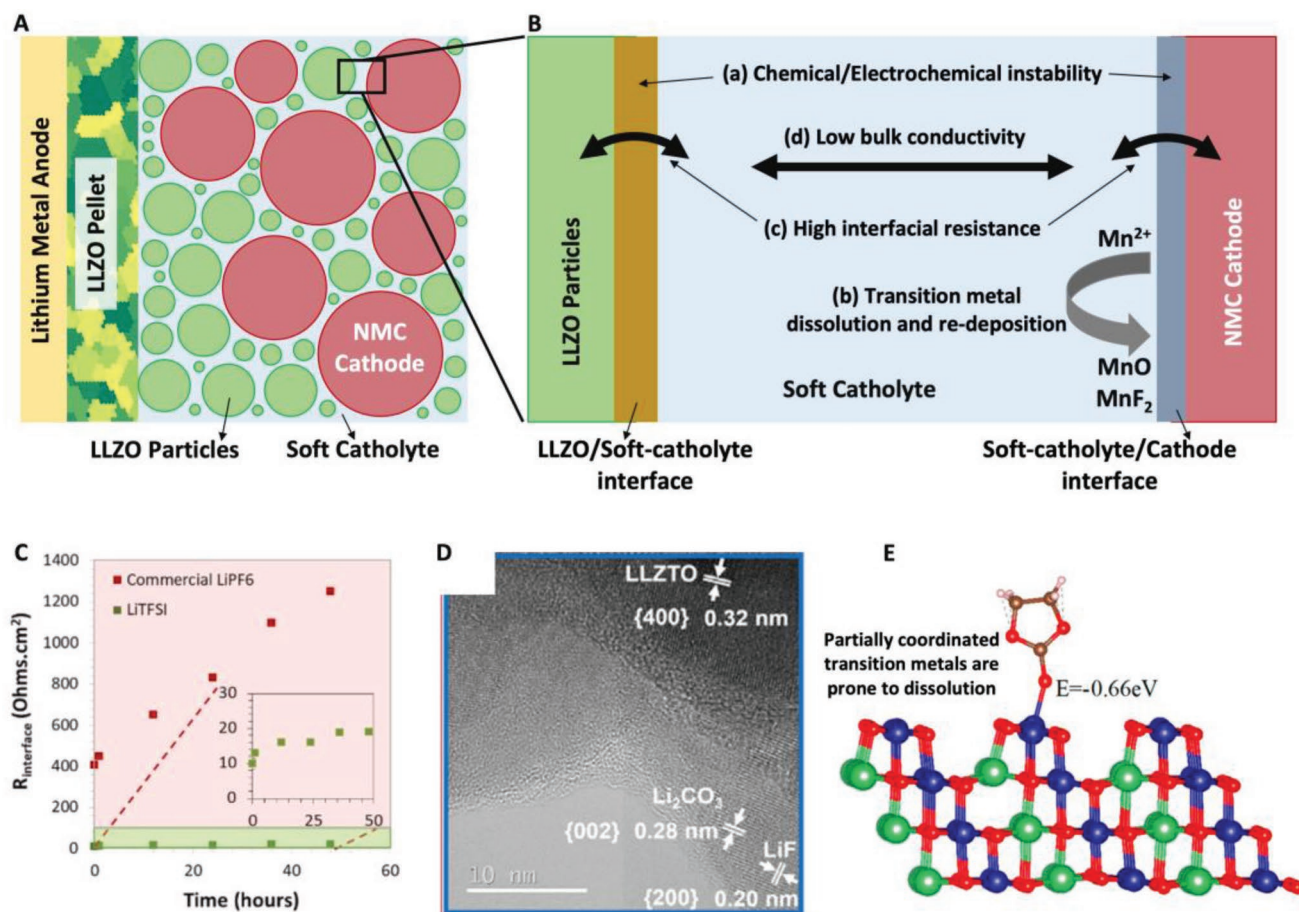 A
Lithium Metal Anode
LLZO Pellet
NMC
Cathode
LLZO Particles
Soft Catholyte
B
LLZO Particles
(a) Chemical/Electrochemical instability
(d) Low bulk conductivity
(c) High interfacial resistance
Mn²⁺
(b) Transition metal
dissolution and re-deposition
MnO
MnF₂
Soft Catholyte
NMC Cathode
LLZO/Soft-catholyte
interface
Soft-catholyte/Cathode
interface
C
R_interface (Ohms.cm²)
1400
1200
1000
800
600
400
200
0
Commercial LiPF6
LiTFSI
30
20
10
0
0
25
50
0
20
40
60
Time (hours)
D
LLZTO
{400} 0.32 nm
Li₂CO₃
{002} 0.28 nm
LiF
{200} 0.20 nm
10 nm
E
Partially coordinated
transition metals are
prone to dissolution
E=-0.66eV